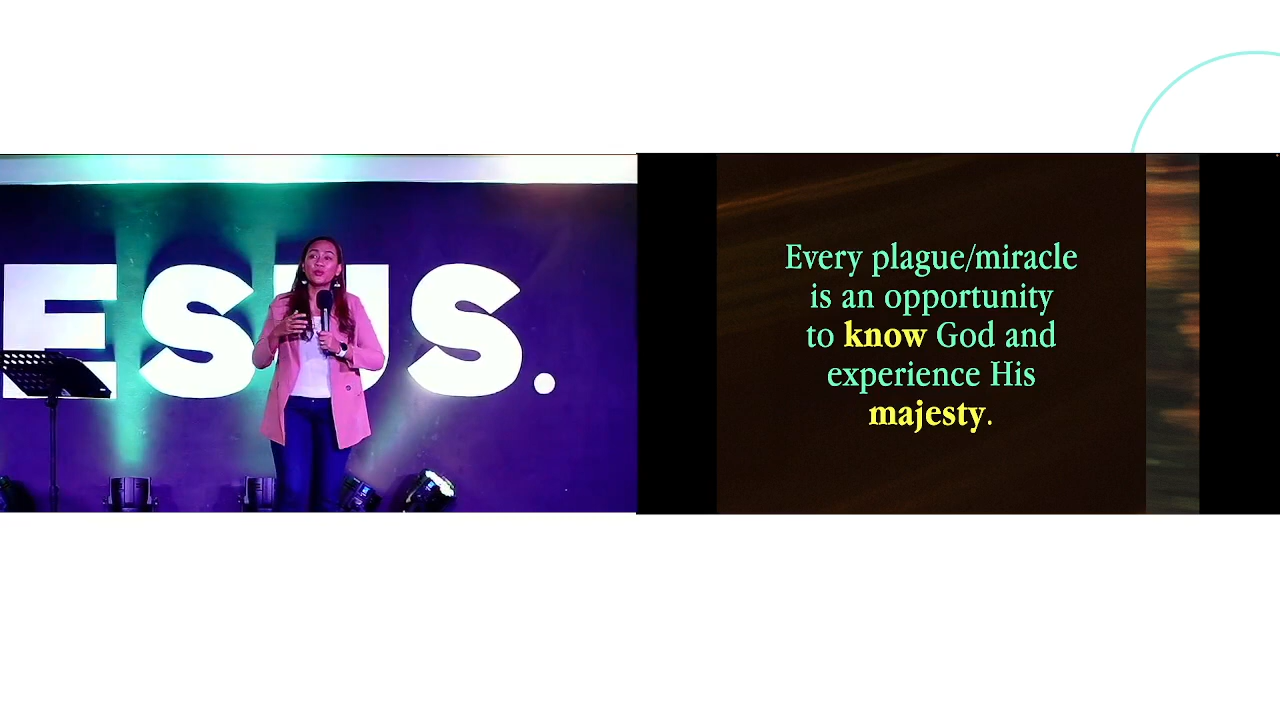 ESUS.
Every plague/miracle
is an opportunity
to know God and
experience His
majesty.